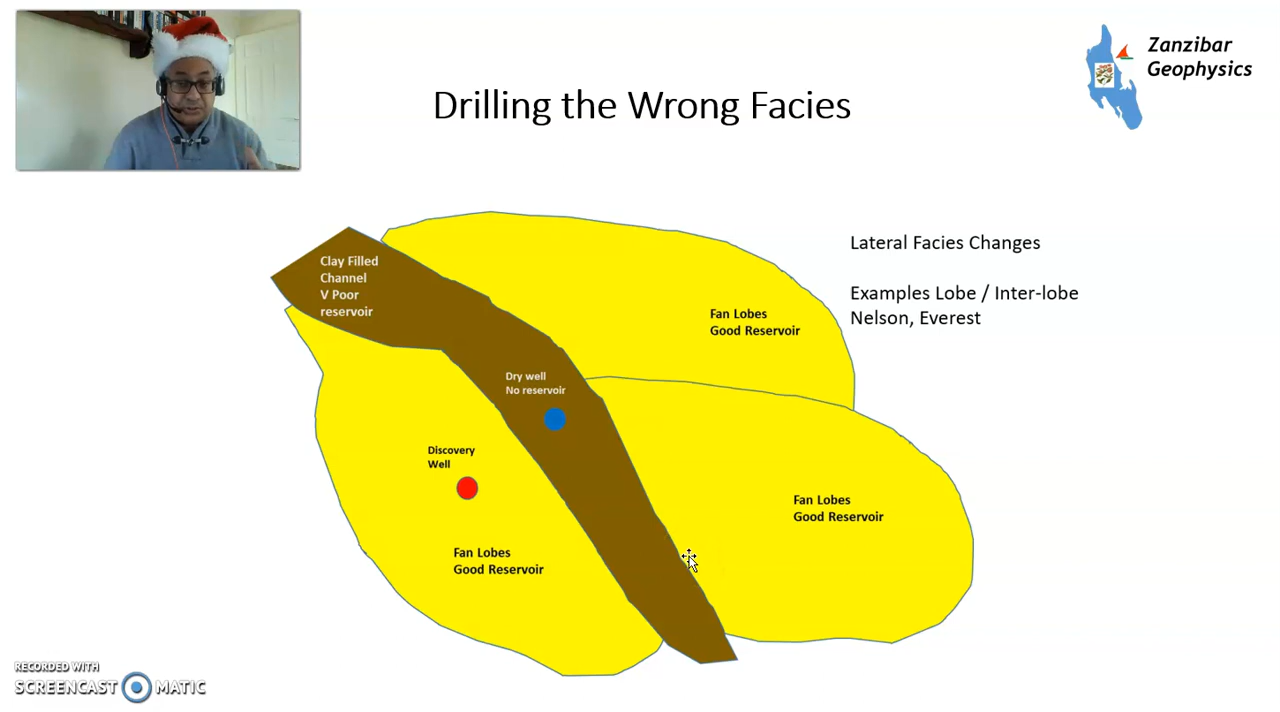 Zanzibar
Geophysics
Drilling the Wrong Facies
Clay Filled
Channel
V Poor
reservoir
Lateral Facies Changes
Examples Lobe / Inter-lobe
Nelson, Everest
Fan Lobes
Good Reservoir
Dry well
No reservoir
Discovery
Well
Fan Lobes
Good Reservoir
Fan Lobes
Good Reservoir
RECORDED WITH
SCREENCAST MATIC